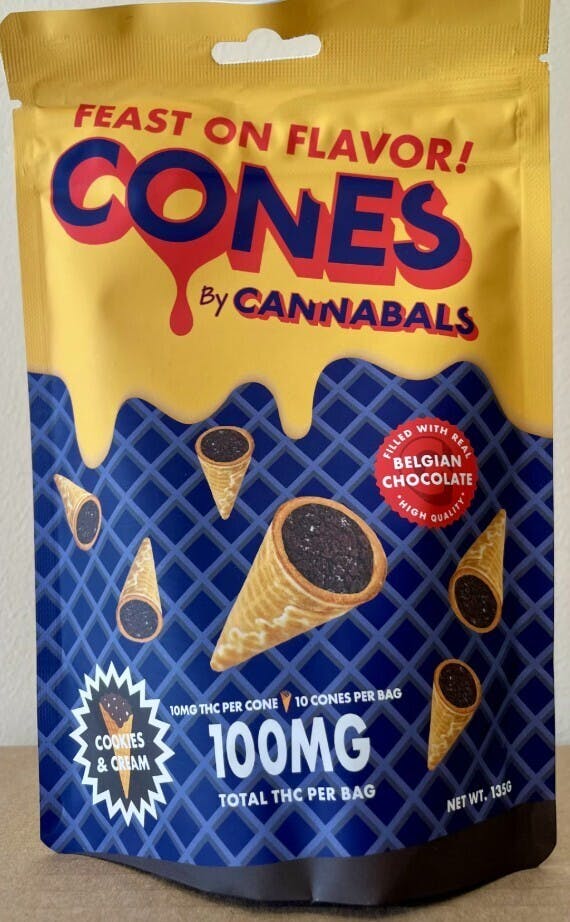 FEAST ON FLAVOR!
CONES
By CANNABALS
FILLED WITH REAL
BELGIAN
CHOCOLATE
* HIGH QUALITY *
10MG THC PER CONE 10 CONES PER BAG
100MG
TOTAL THC PER BAG
COOKIES
& CREAM
NET WT. 135G